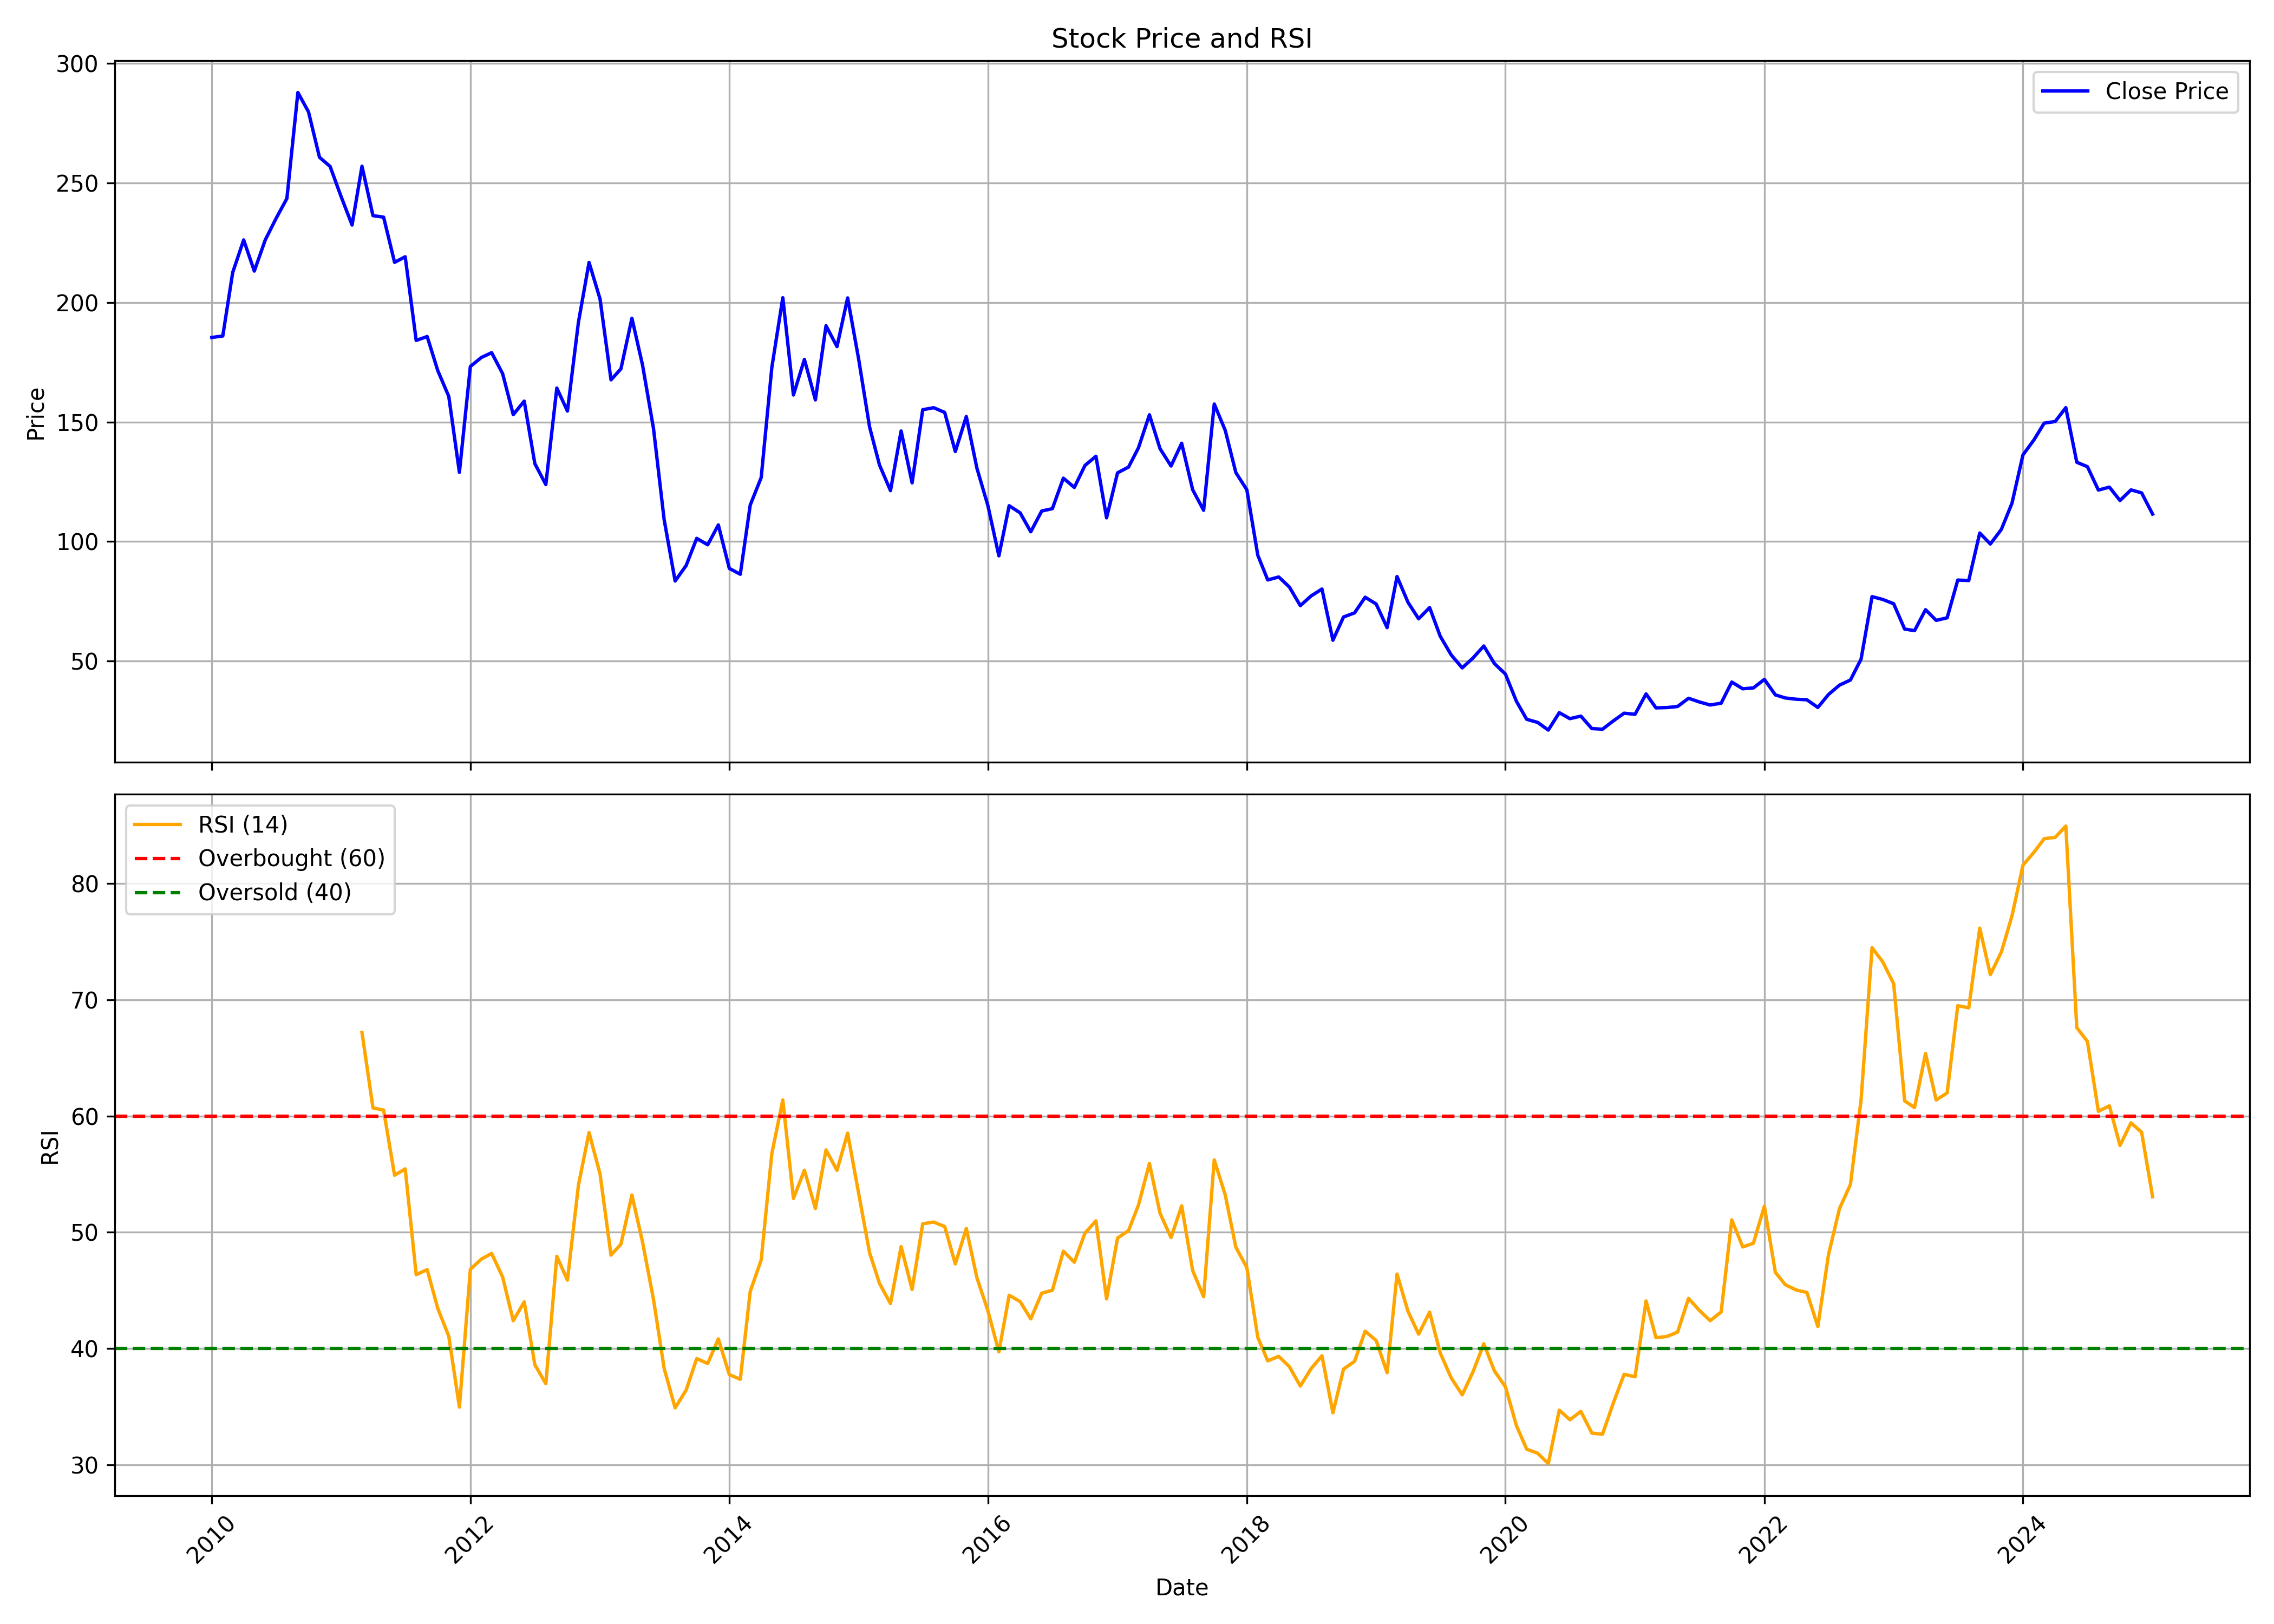 Stock Price and RSI
300
250
200
150
100
50
Price
Close Price
RSI (14)
Overbought (60)
Oversold (40)
80
70
60
50
40
30
RSI
2010
2012
2014
2016
2018
2020
2022
2024
Date